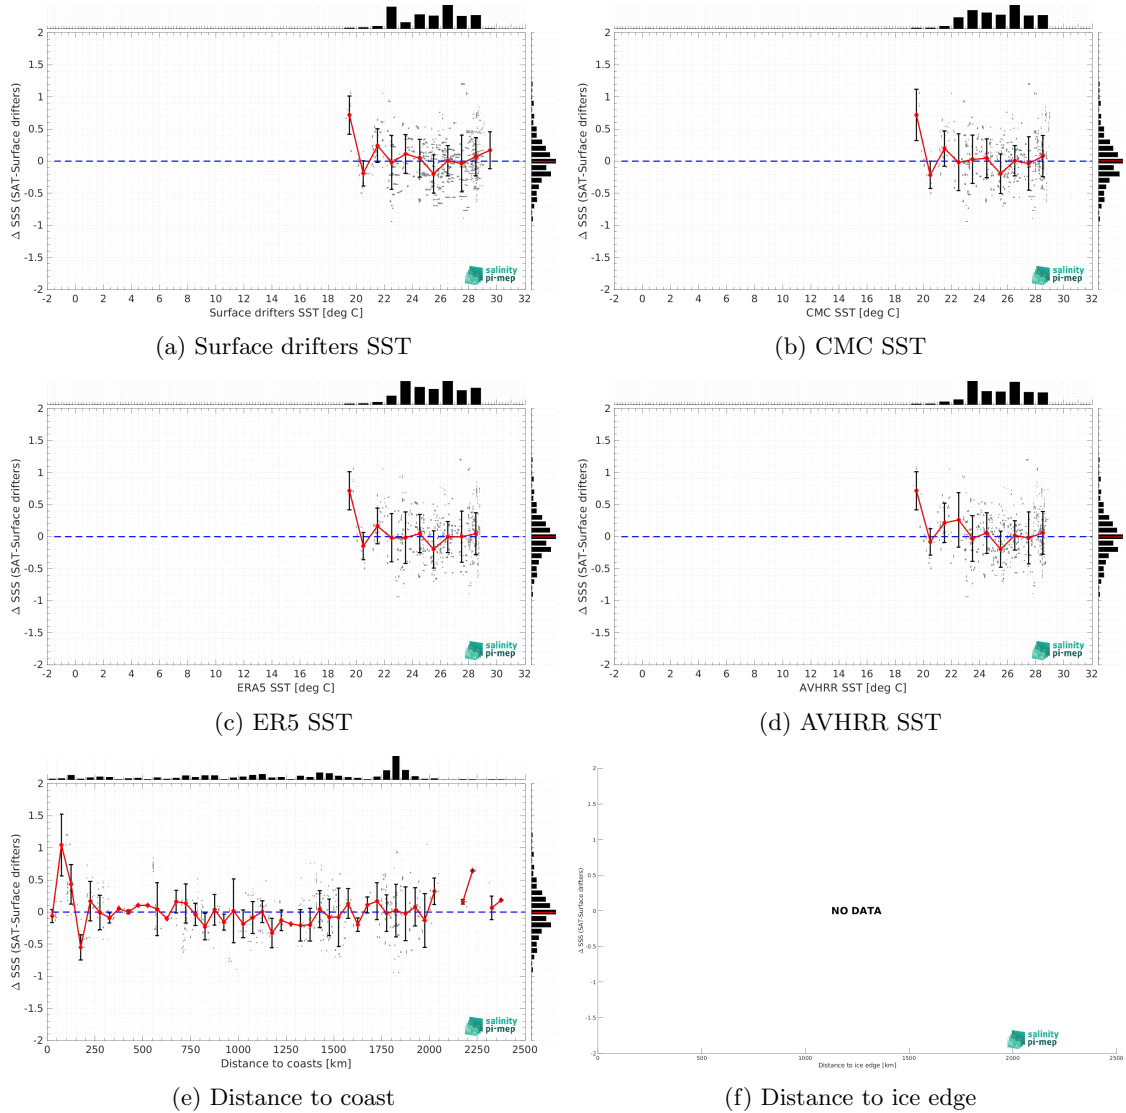 2
1.5
1
0.5
0
-0.5
-1
-1.5
-2
Δ SSS (SAT-Surface drifters)
-2 0 2 4 6 8 10 12 14 16 18 20 22 24 26 28 30 32
Surface drifters SST [deg C]
salinity
pi-mep
(a) Surface drifters SST
2
1.5
1
0.5
0
-0.5
-1
-1.5
-2
Δ SSS (SAT-Surface drifters)
-2 0 2 4 6 8 10 12 14 16 18 20 22 24 26 28 30 32
CMC SST [deg C]
salinity
pi-mep
(b) CMC SST
2
1.5
1
0.5
0
-0.5
-1
-1.5
-2
Δ SSS (SAT-Surface drifters)
-2 0 2 4 6 8 10 12 14 16 18 20 22 24 26 28 30 32
ERA5 SST [deg C]
salinity
pi-mep
(c) ER5 SST
2
1.5
1
0.5
0
-0.5
-1
-1.5
-2
Δ SSS (SAT-Surface drifters)
-2 0 2 4 6 8 10 12 14 16 18 20 22 24 26 28 30 32
AVHRR SST [deg C]
salinity
pi-mep
(d) AVHRR SST
2
1.5
1
0.5
0
-0.5
-1
-1.5
-2
Δ SSS (SAT-Surface drifters)
0 250 500 750 1000 1250 1500 1750 2000 2250 2500
Distance to coasts [km]
salinity
pi-mep
(e) Distance to coast
2
1.5
1
0.5
0
-0.5
-1
-1.5
-2
Δ SSS (SAT-Surface drifters)
NO DATA
0 500 1000 1500 2000 2500
Distance to ice edge [km]
salinity
pi-mep
(f) Distance to ice edge